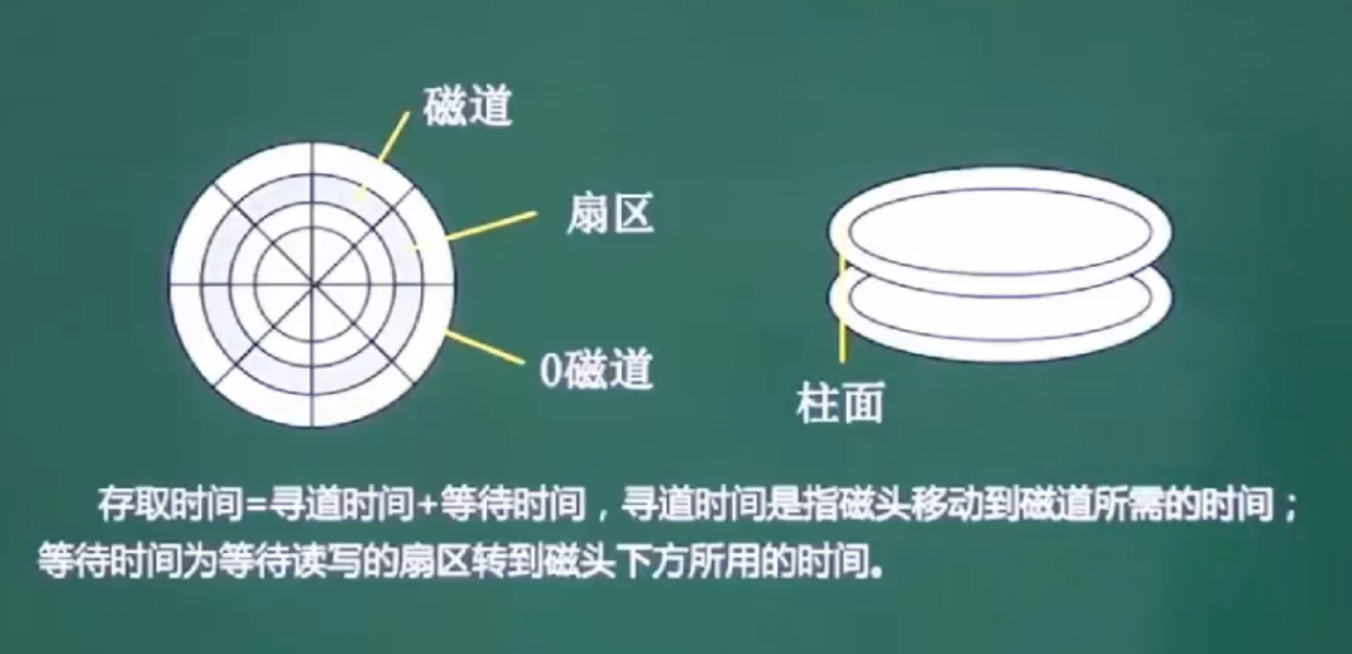 磁道
扇区
0磁道
柱面
存取时间=寻道时间+等待时间，寻道时间是指磁头移动到磁道所需的时间；
等待时间为等待读写的扇区转到磁头下方所用的时间。